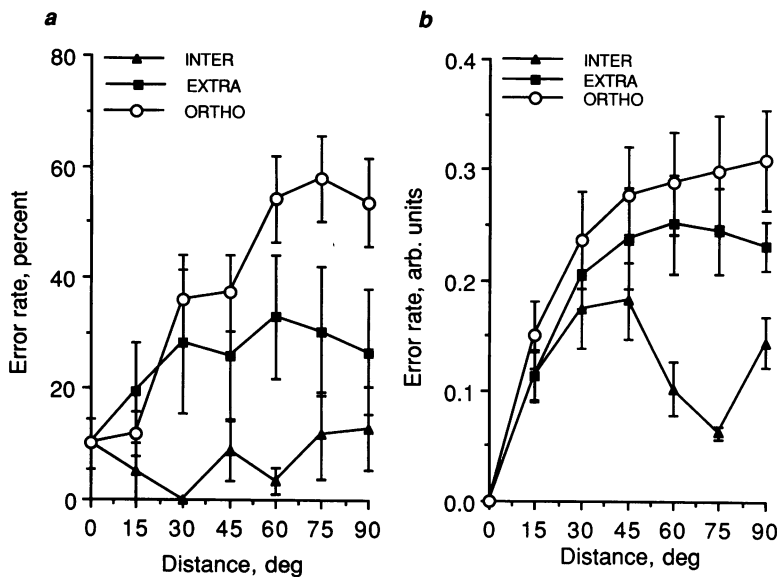 a
80
60
40
20
0
Error rate, percent
INTER
EXTRA
ORTHO
0 15 30 45 60 75 90
Distance, deg
b
0.4
0.3
0.2
0.1
0.0
Error rate, arb. units
INTER
EXTRA
ORTHO
0 15 30 45 60 75 90
Distance, deg